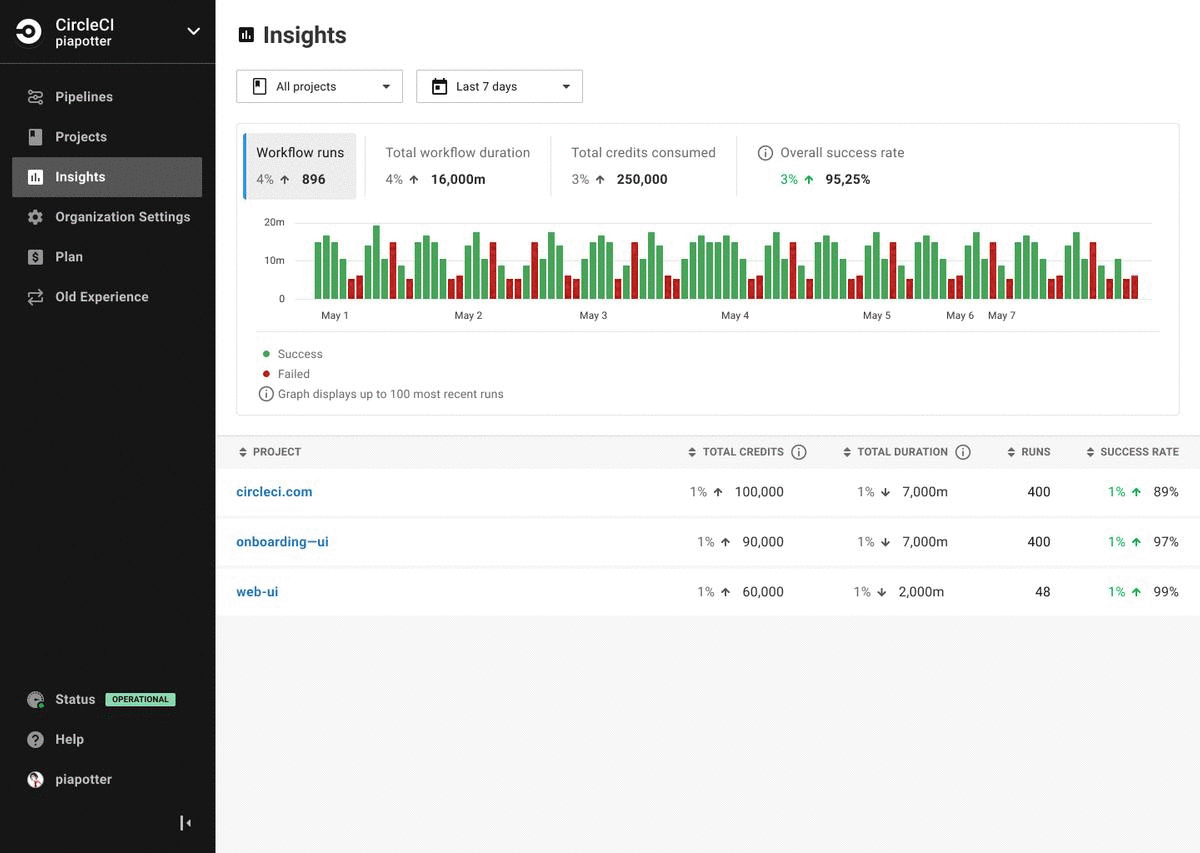 CircleCI
piapotter
Pipelines
Projects
Insights
Organization Settings
Plan
Old Experience
Status OPERATIONAL
Help
piapotter
Insights
All projects Last 7 days
Workflow runs Total workflow duration Total credits consumed Overall success rate
4% ↑ 896 4% ↑ 16,000m 3% ↑ 250,000 3% ↑ 95,25%
20m
10m
0
May 1 May 2 May 3 May 4 May 5 May 6 May 7
Success
Failed
Graph displays up to 100 most recent runs
PROJECT TOTAL CREDITS TOTAL DURATION RUNS SUCCESS RATE
circleci.com 1% ↑ 100,000 1% ↓ 7,000m 400 1% ↑ 89%
onboarding—ui 1% ↑ 90,000 1% ↓ 7,000m 400 1% ↑ 97%
web-ui 1% ↑ 60,000 1% ↓ 2,000m 48 1% ↑ 99%